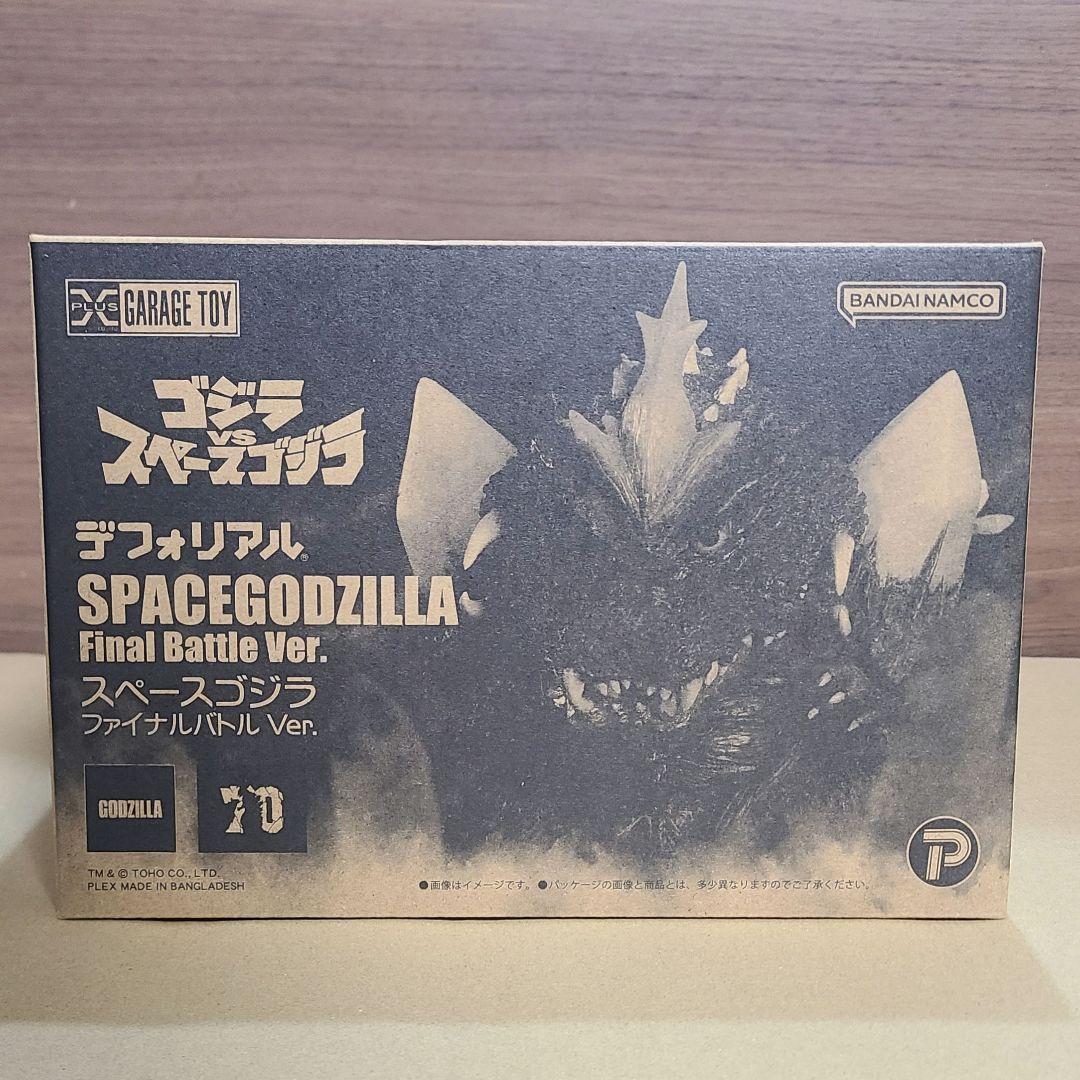 X PLUS GARAGE TOY
BANDAI NAMCO
ゴジラ
VS
スペースゴジラ
デフォリアル®
SPACEGODZILLA
Final Battle Ver.
スペースゴジラ
ファイナルバトル Ver.
GODZILLA
70
TM & © TOHO CO., LTD.
PLEX MADE IN BANGLADESH
●画像はイメージです。 ●パッケージの画像と商品とは、多少異なりますのでご了承ください。
P